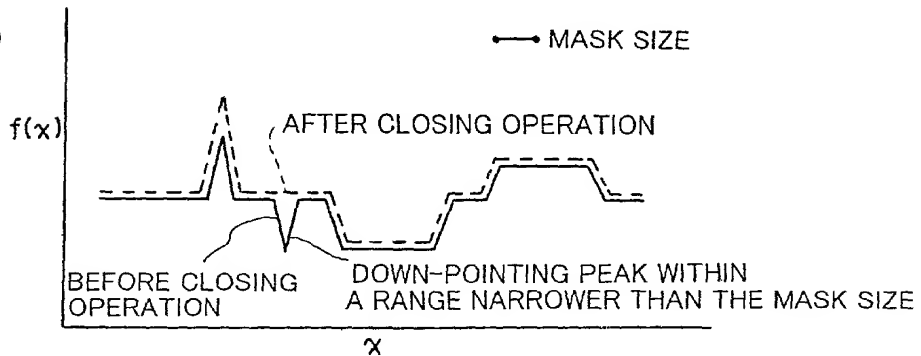 )
MASK SIZE
f(x)
AFTER CLOSING OPERATION
BEFORE CLOSING
OPERATION
DOWN-POINTING PEAK WITHIN
A RANGE NARROWER THAN THE MASK SIZE
x